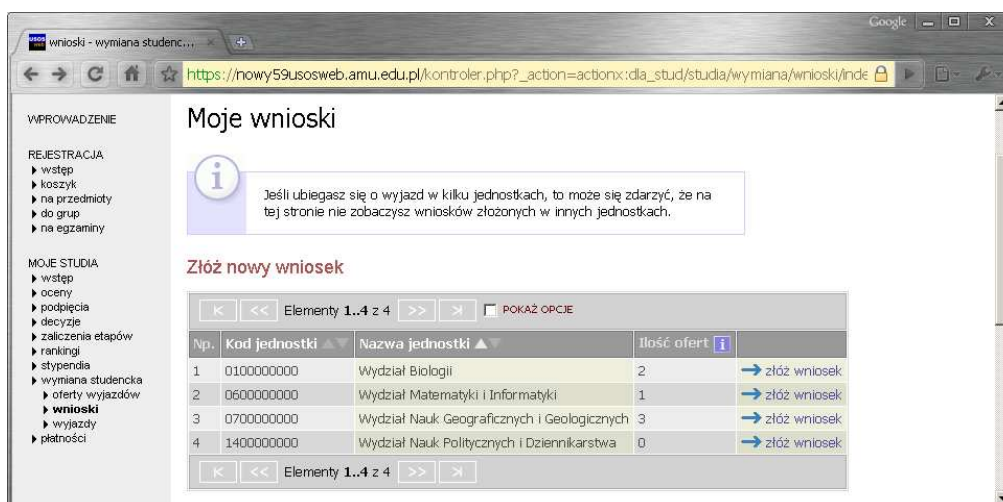 Google
USOS
web
wnioski - wymiana studenc...
https://nowy59usosweb.amu.edu.pl/kontroler.php?_action=actionx:dla_stud/studia/wymiana/wnioski/inde
WPROWADZENIE
REJESTRACJA
wstęp
koszyk
na przedmioty
do grup
na egzaminy
MOJE STUDIA
wstęp
oceny
podpięcia
decyzje
zaliczenia etapów
rankingi
stypendia
wymiana studencka
oferty wyjazdów
wnioski
wyjazdy
płatności
Moje wnioski
i
Jeśli ubiegasz się o wyjazd w kilku jednostkach, to może się zdarzyć, że na
tej stronie nie zobaczysz wniosków złożonych w innych jednostkach.
Złóż nowy wniosek
K << Elementy 1..4 z 4 >> >| POKAŻ OPCJE
Np. Kod jednostki Nazwa jednostki Ilość ofert i
1 0100000000 Wydział Biologii 2 złóż wniosek
2 0600000000 Wydział Matematyki i Informatyki 1 złóż wniosek
3 0700000000 Wydział Nauk Geograficznych i Geologicznych 3 złóż wniosek
4 1400000000 Wydział Nauk Politycznych i Dziennikarstwa 0 złóż wniosek
K << Elementy 1..4 z 4 >> >|